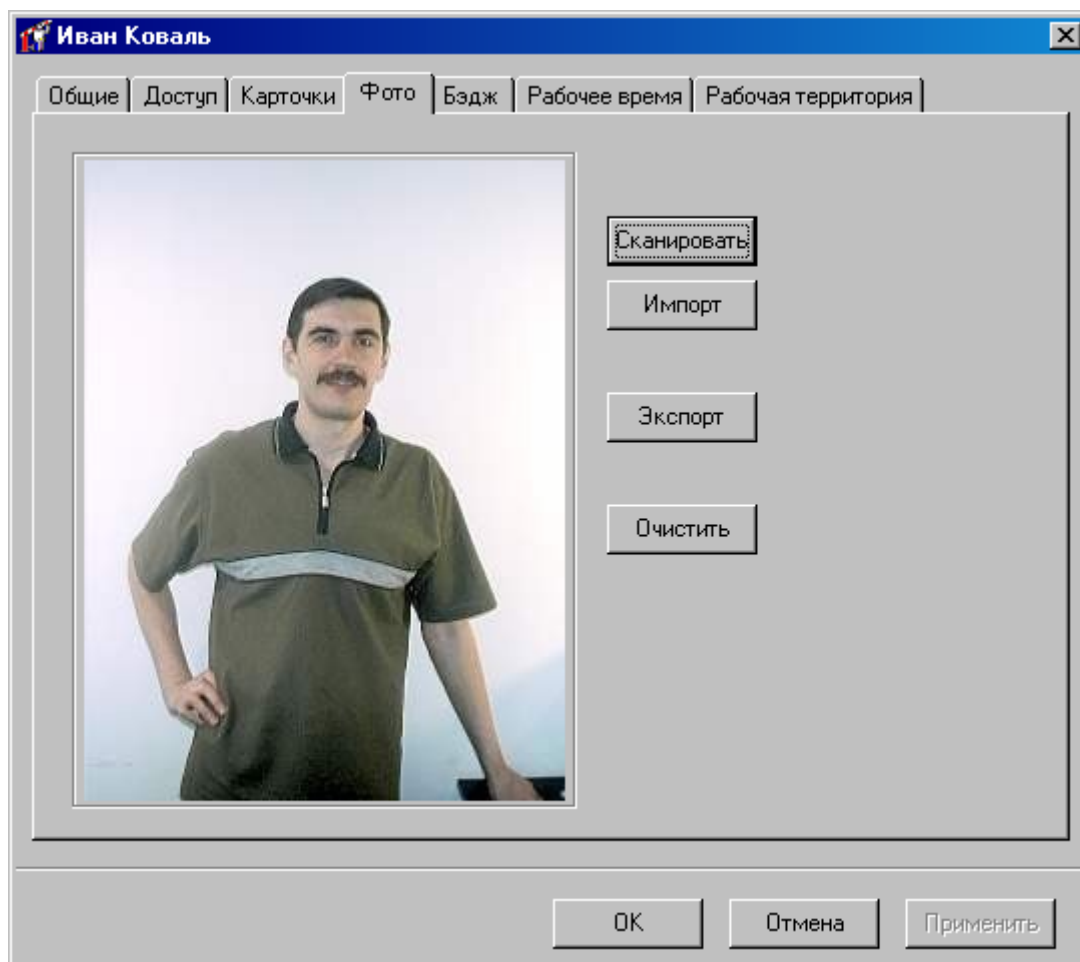 Иван Коваль
Общие Доступ Карточки Фото Бэдж Рабочее время Рабочая территория
Сканировать
Импорт
Экспорт
Очистить
OK Отмена Применить